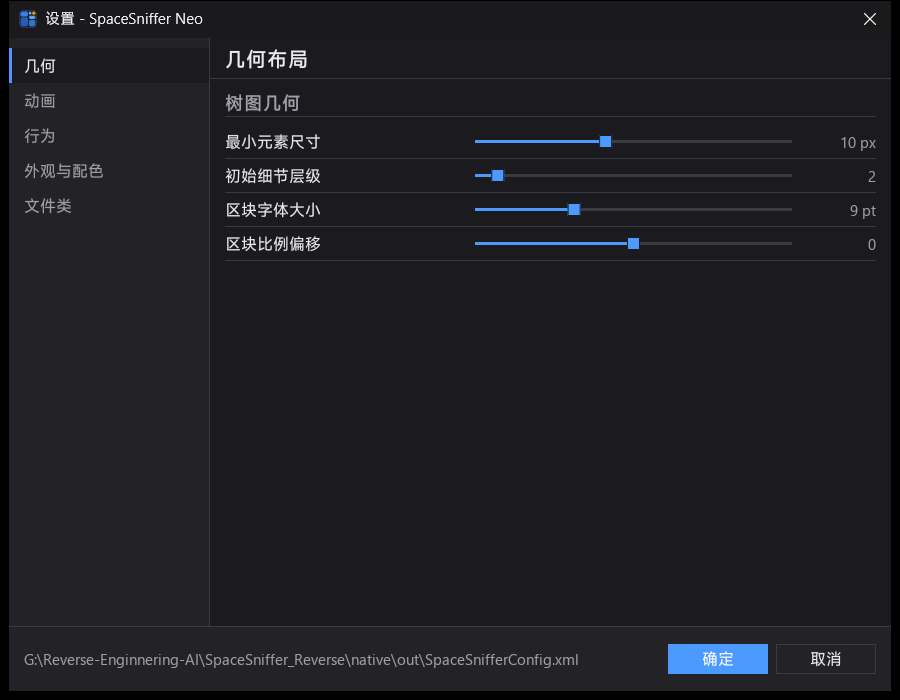 设置 - SpaceSniffer Neo
几何
动画
行为
外观与配色
文件类
几何布局
树图几何
最小元素尺寸 10 px
初始细节层级 2
区块字体大小 9 pt
区块比例偏移 0
G:\Reverse-Enginnering-AI\SpaceSniffer_Reverse\native\out\SpaceSnifferConfig.xml
确定
取消